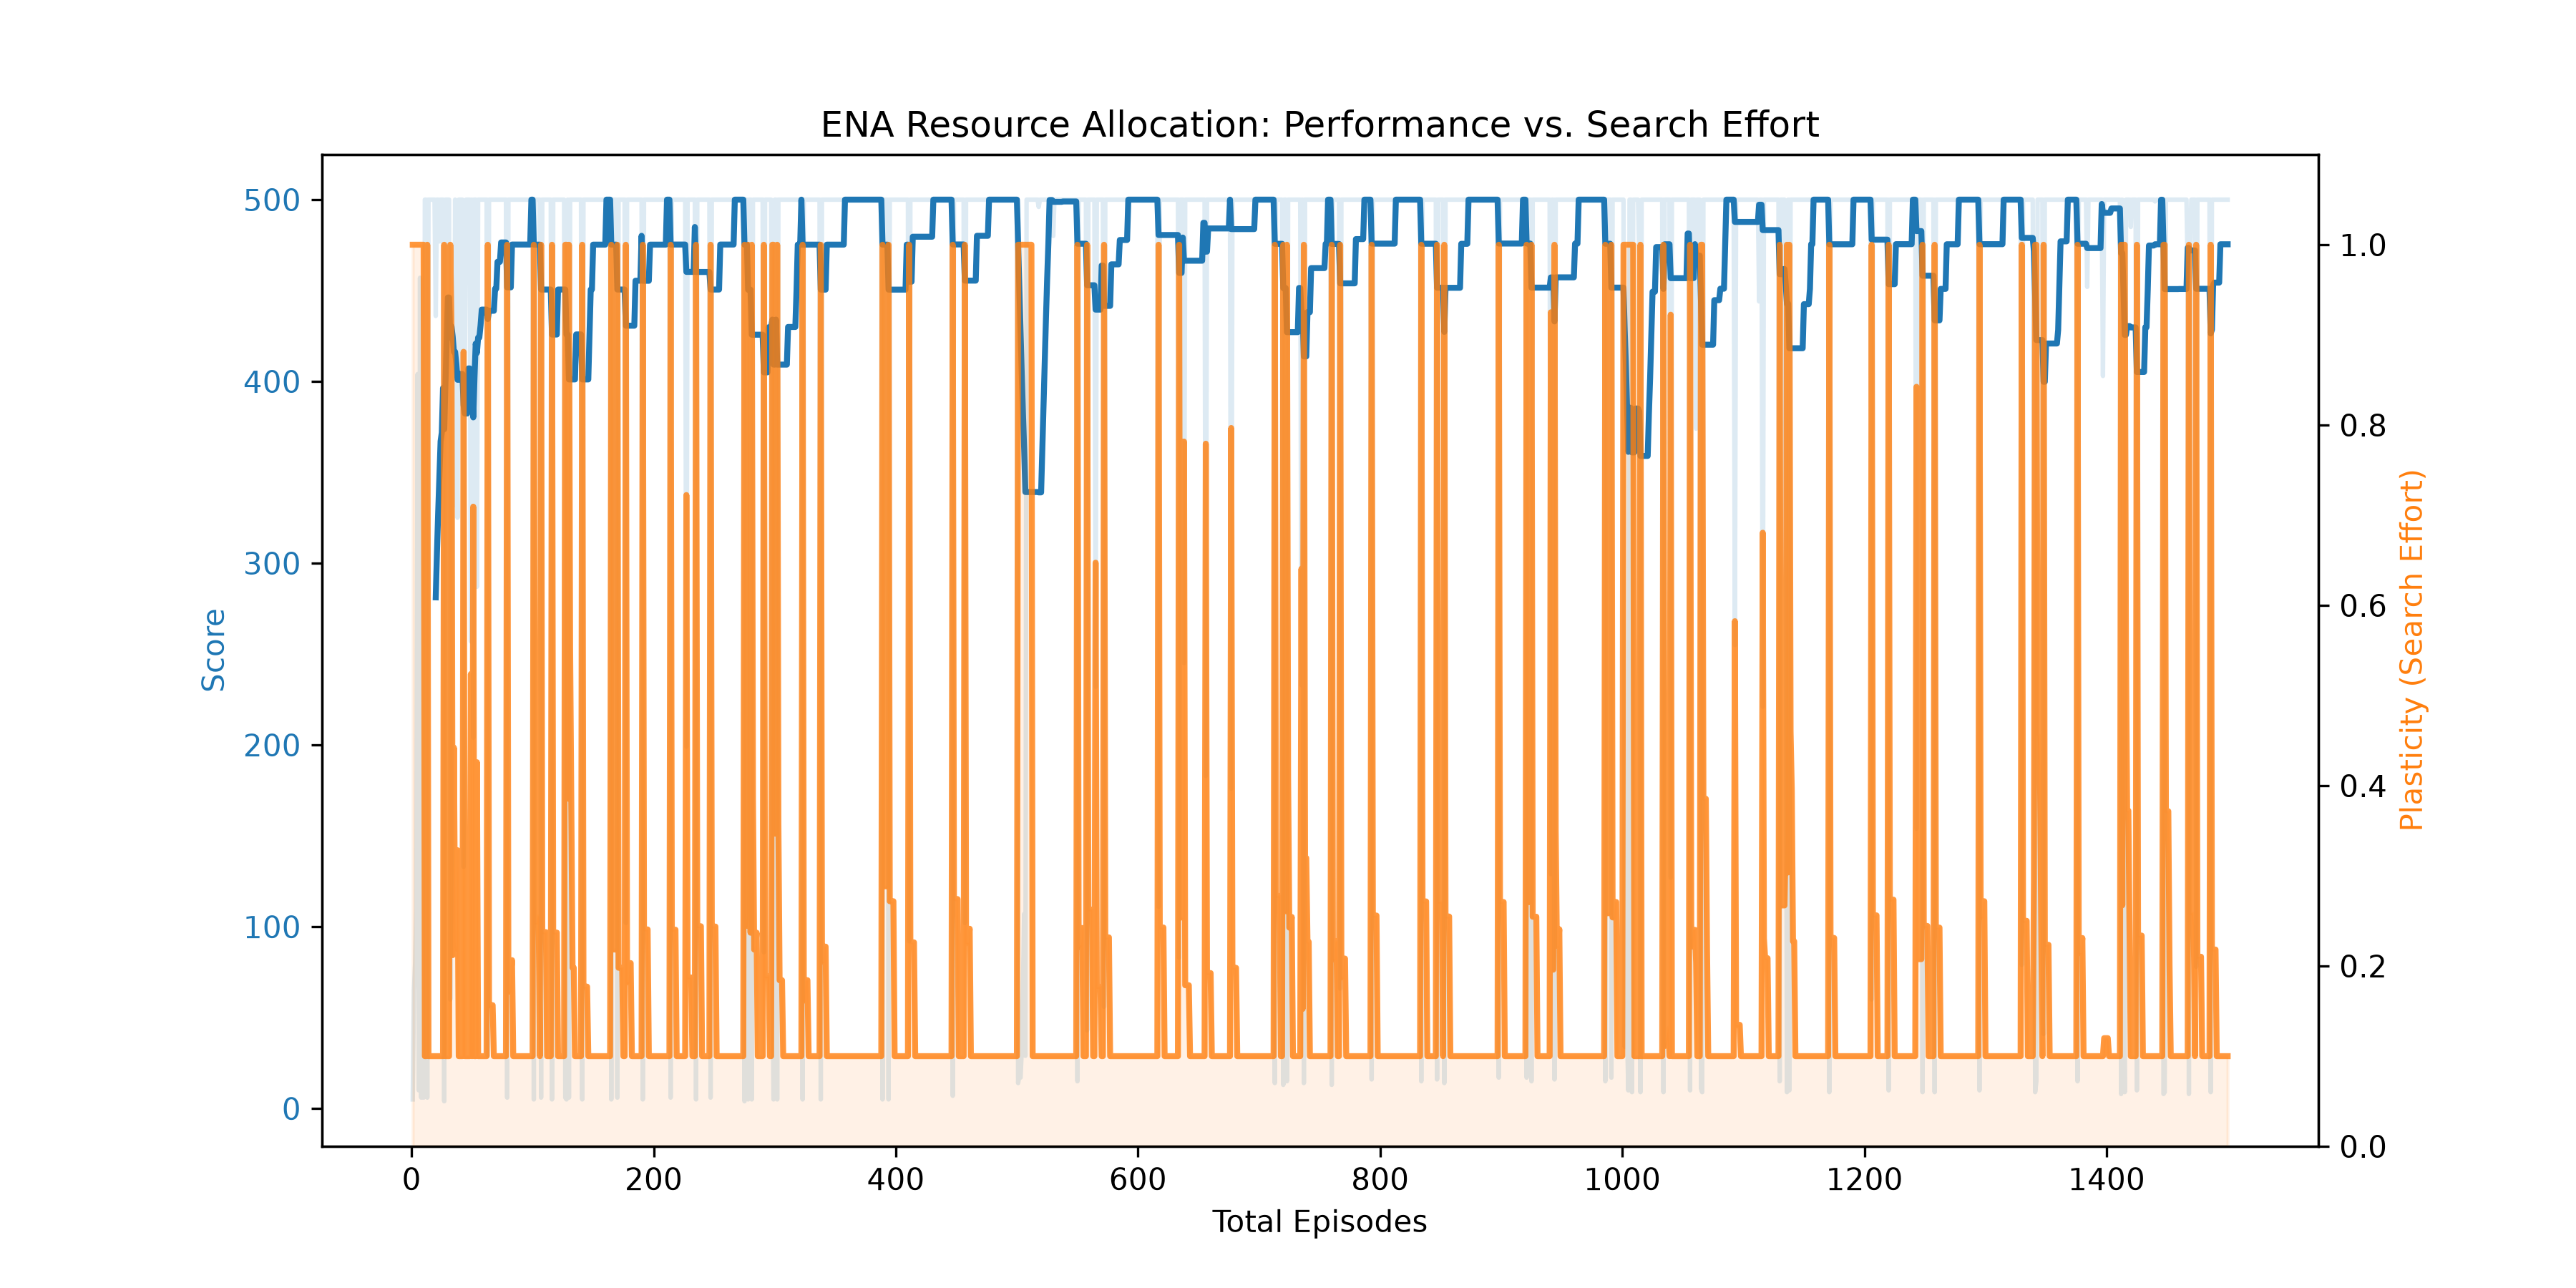 ENA Resource Allocation: Performance vs. Search Effort
500
400
300
200
100
0
Score
1.0
0.8
0.6
0.4
0.2
0.0
Plasticity (Search Effort)
0 200 400 600 800 1000 1200 1400
Total Episodes